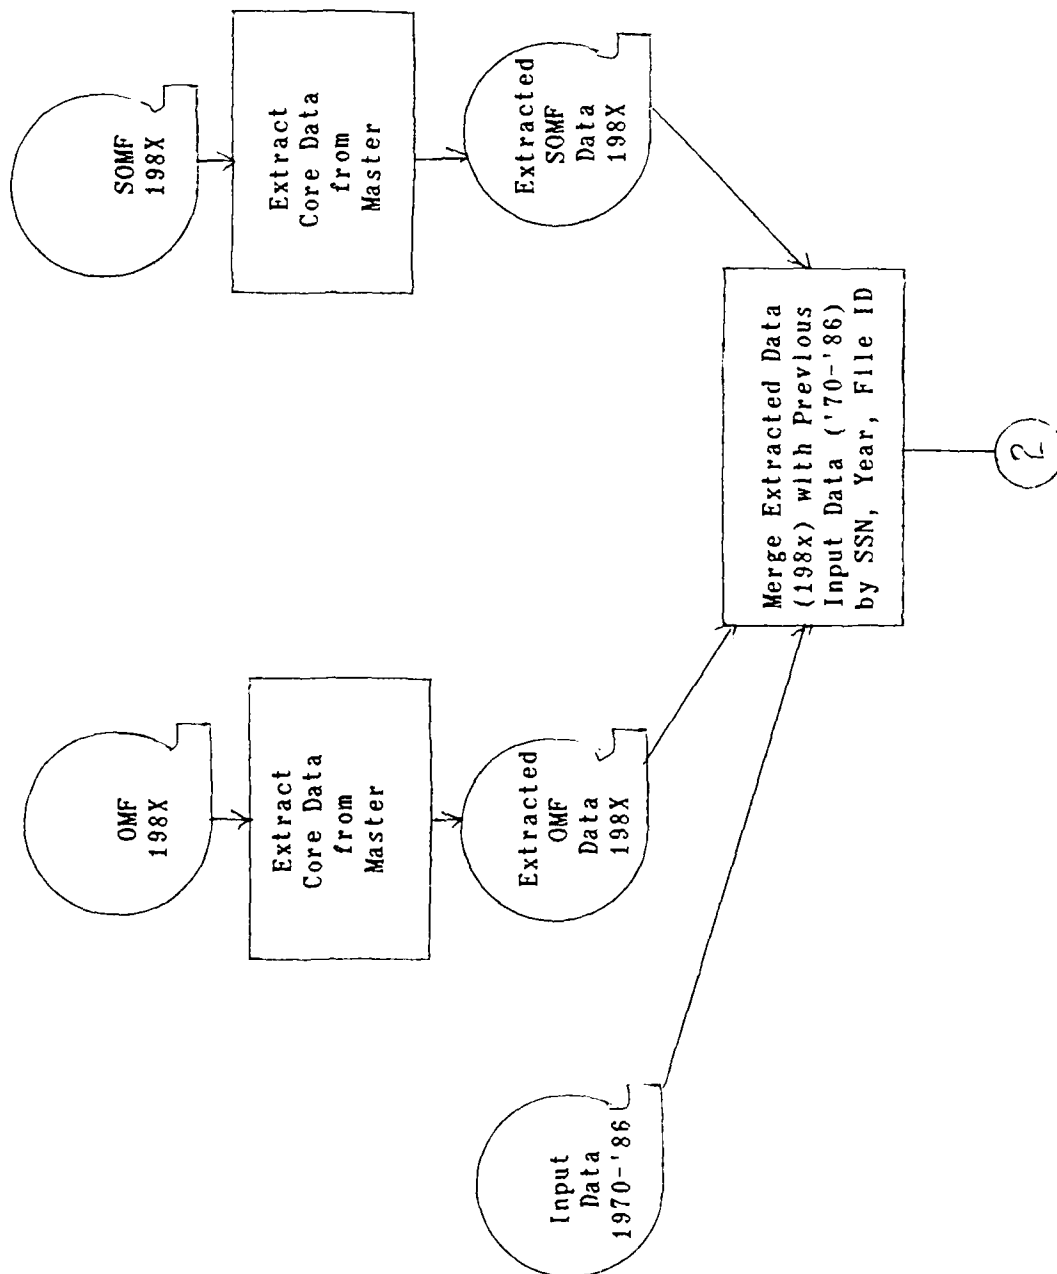 SOMF
198X
Extract
Core Data
from
Master
Extracted
SOMF
Data
198X
OMF
198X
Extract
Core Data
from
Master
Extracted
OMF
Data
198X
Input
Data
1970-'86
Merge Extracted Data
(198x) with Previous
Input Data ('70-'86)
by SSN, Year, File ID
2